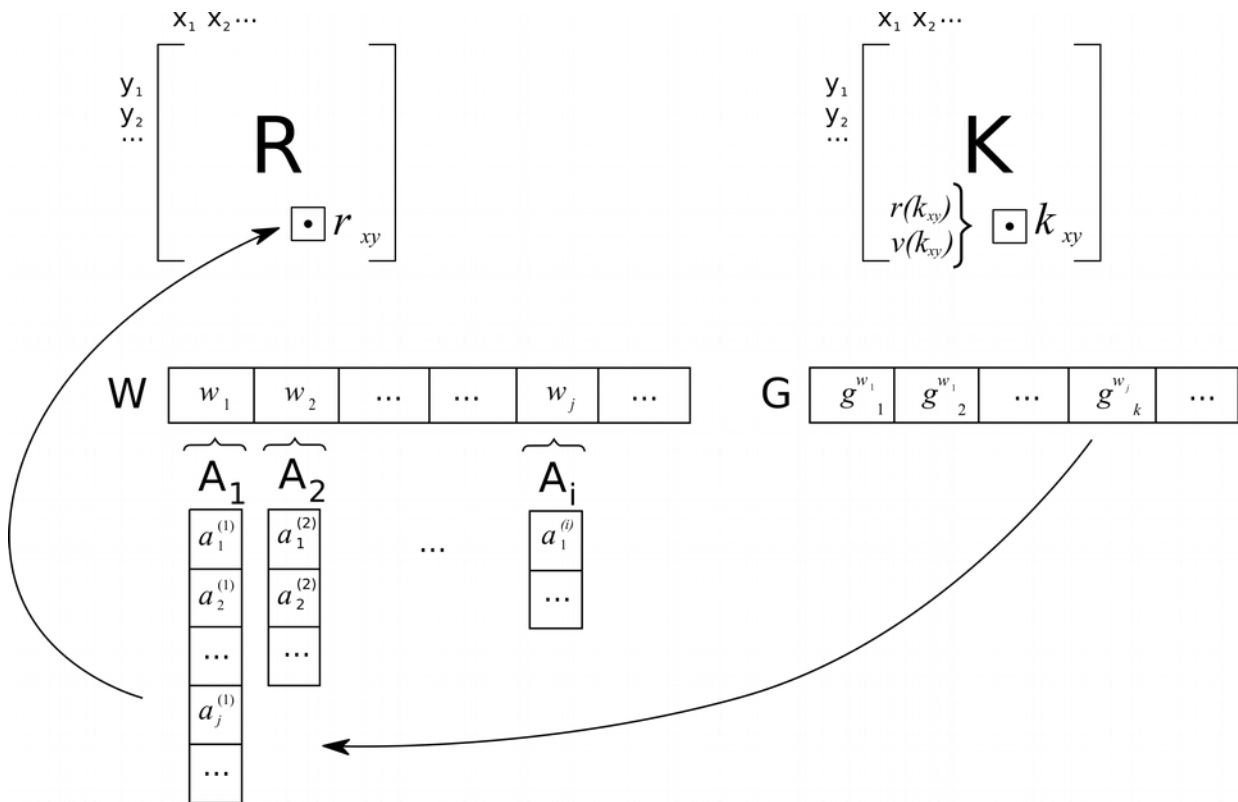 x₁ x₂ ...
x₁ x₂ ...
y₁
y₂
...
R
r xy
y₁
y₂
...
K
r(kxy)
v(kxy)
k xy
W w₁ w₂ ... ... wⱼ ...
G g^w₁ ₁ g^w₁ ₂ ... g^wⱼ ₖ ...
A₁ A₂ Aᵢ
a₁⁽¹⁾ a₁⁽²⁾ ... a₁⁽ⁱ⁾
a₂⁽¹⁾ a₂⁽²⁾ ...
... ...
aⱼ⁽¹⁾
...